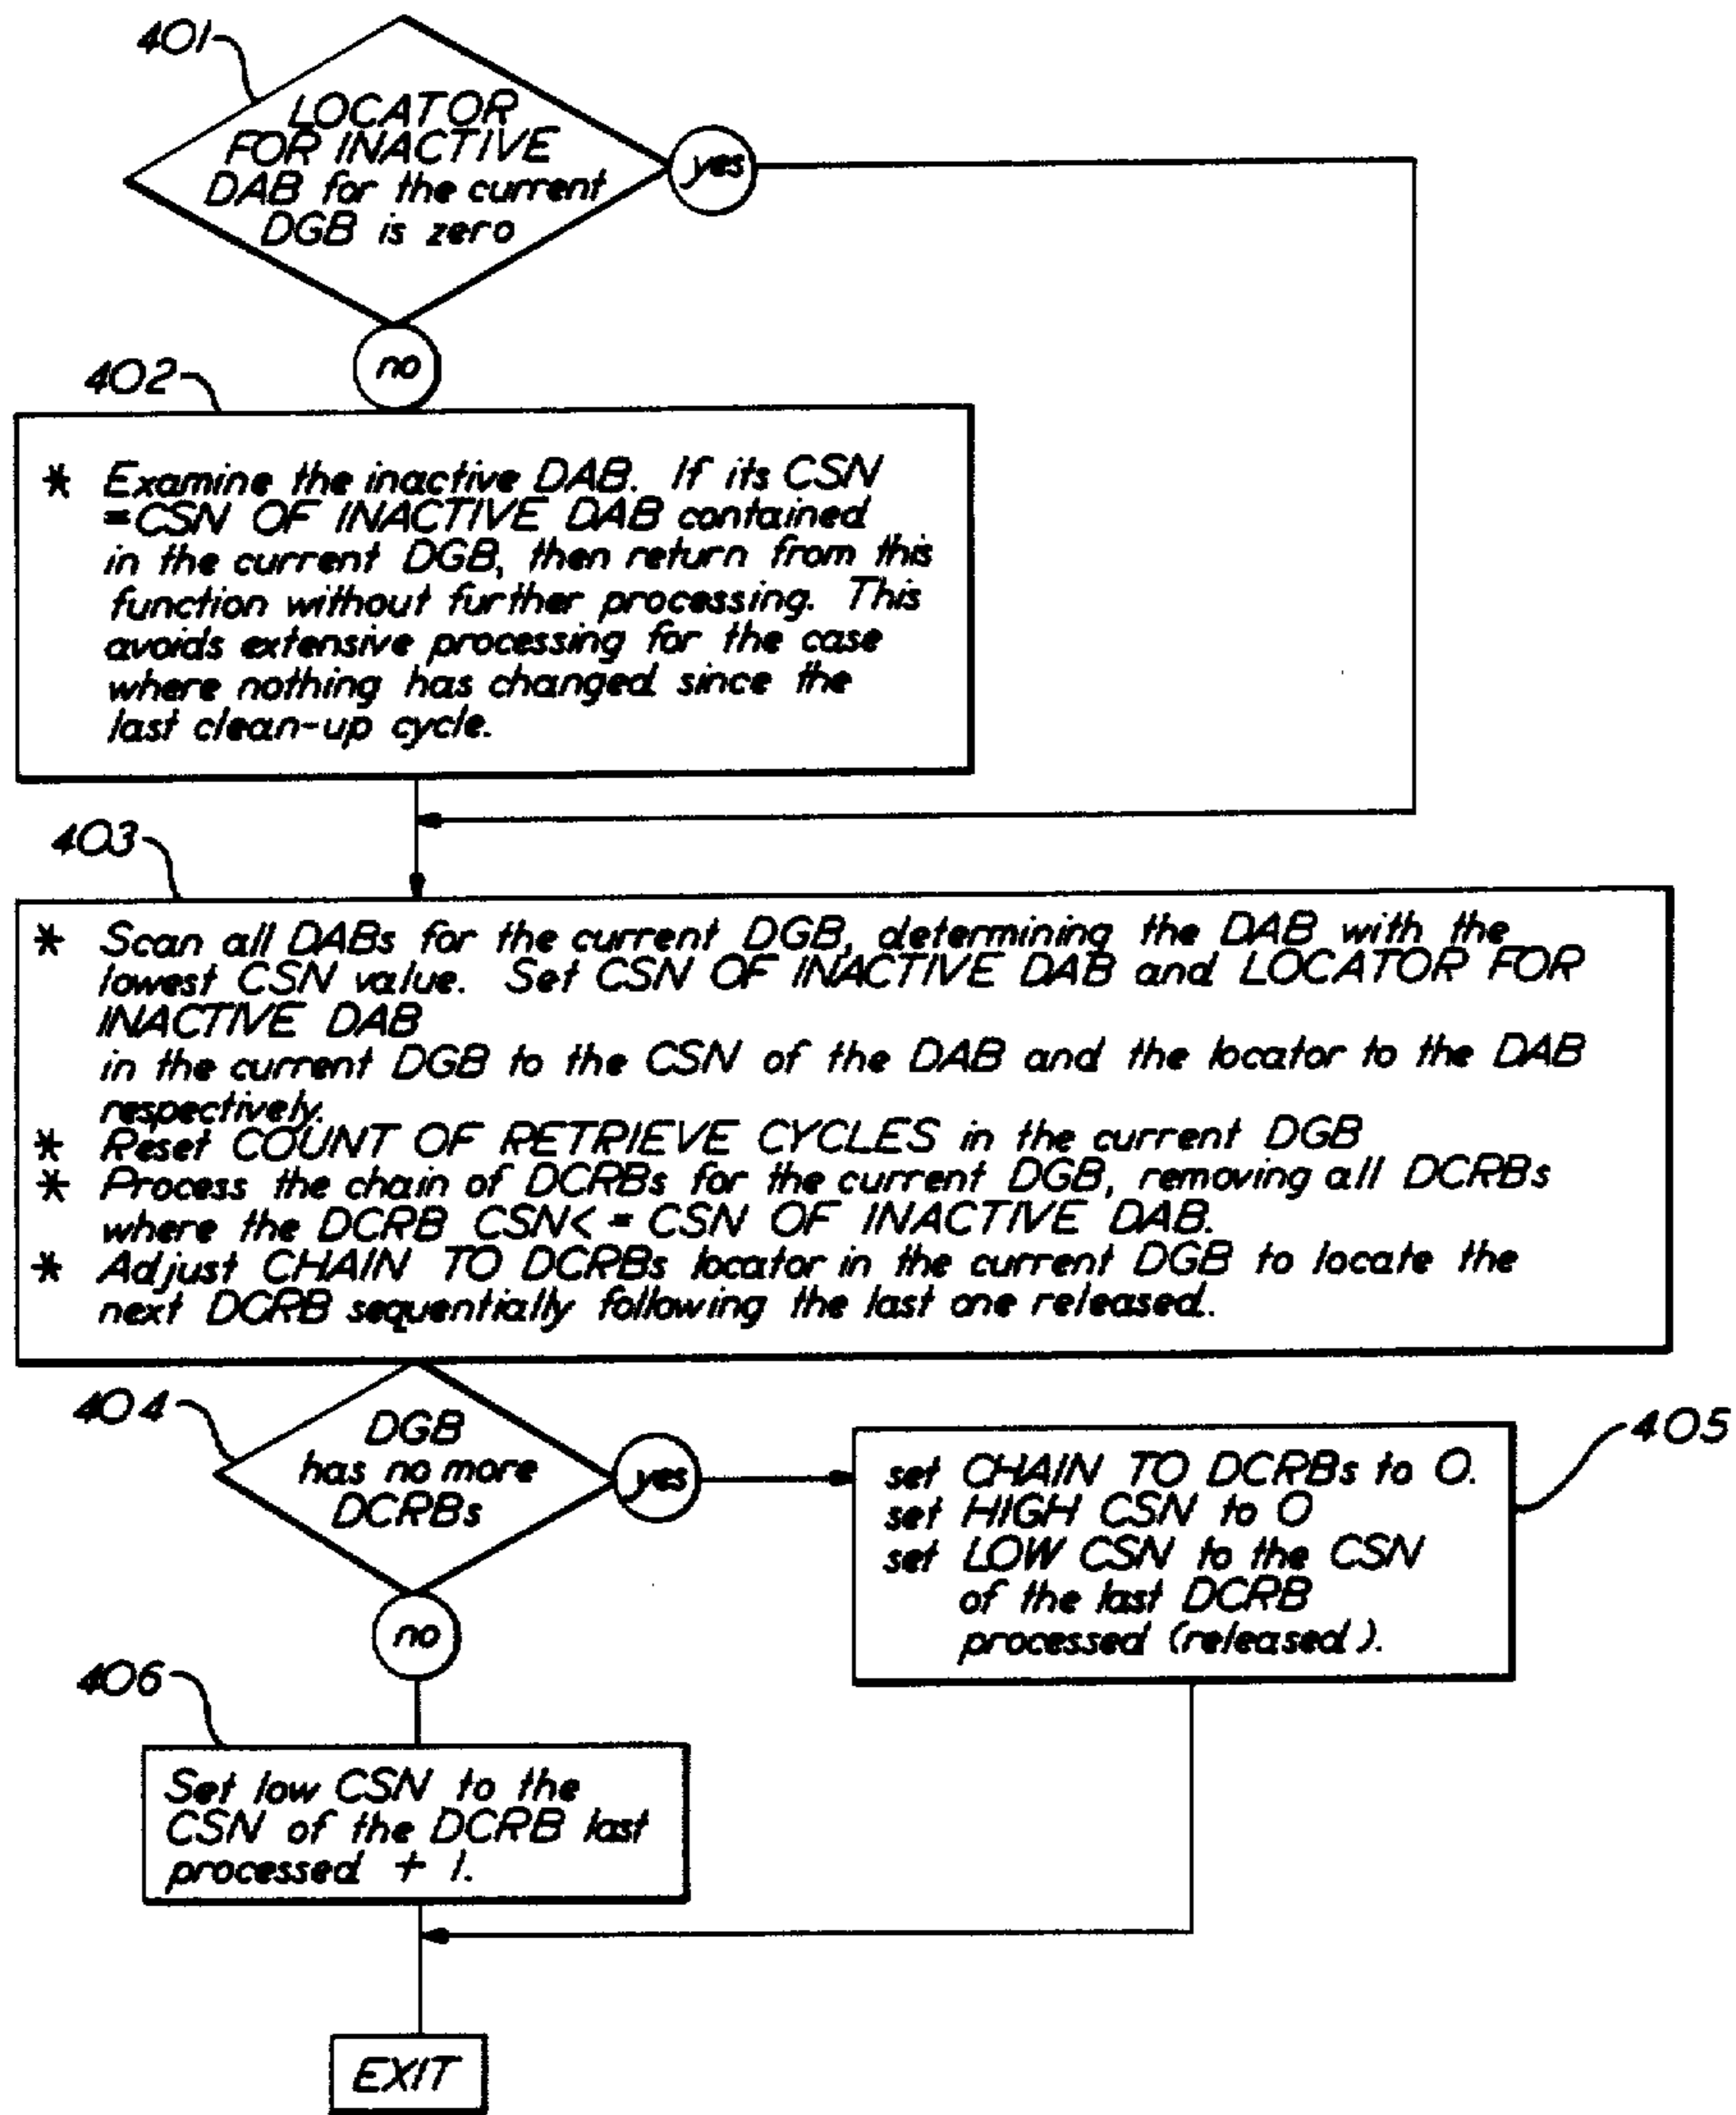 401
LOCATOR
FOR INACTIVE
DAB for the current
DGB is zero
yes
no
402
* Examine the inactive DAB. If its CSN
=CSN OF INACTIVE DAB contained
in the current DGB, then return from this
function without further processing. This
avoids extensive processing for the case
where nothing has changed since the
last clean-up cycle.
403
* Scan all DABs for the current DGB, determining the DAB with the
lowest CSN value. Set CSN OF INACTIVE DAB and LOCATOR FOR
INACTIVE DAB
in the current DGB to the CSN of the DAB and the locator to the DAB
respectively.
* Reset COUNT OF RETRIEVE CYCLES in the current DGB
* Process the chain of DCRBs for the current DGB, removing all DCRBs
where the DCRB CSN<=CSN OF INACTIVE DAB.
* Adjust CHAIN TO DCRBs locator in the current DGB to locate the
next DCRB sequentially following the last one released.
404
DGB
has no more
DCRBs
yes
405
set CHAIN TO DCRBs to 0.
set HIGH CSN to 0
set LOW CSN to the CSN
of the last DCRB
processed (released).
no
406
Set low CSN to the
CSN of the DCRB last
processed + 1.
EXIT